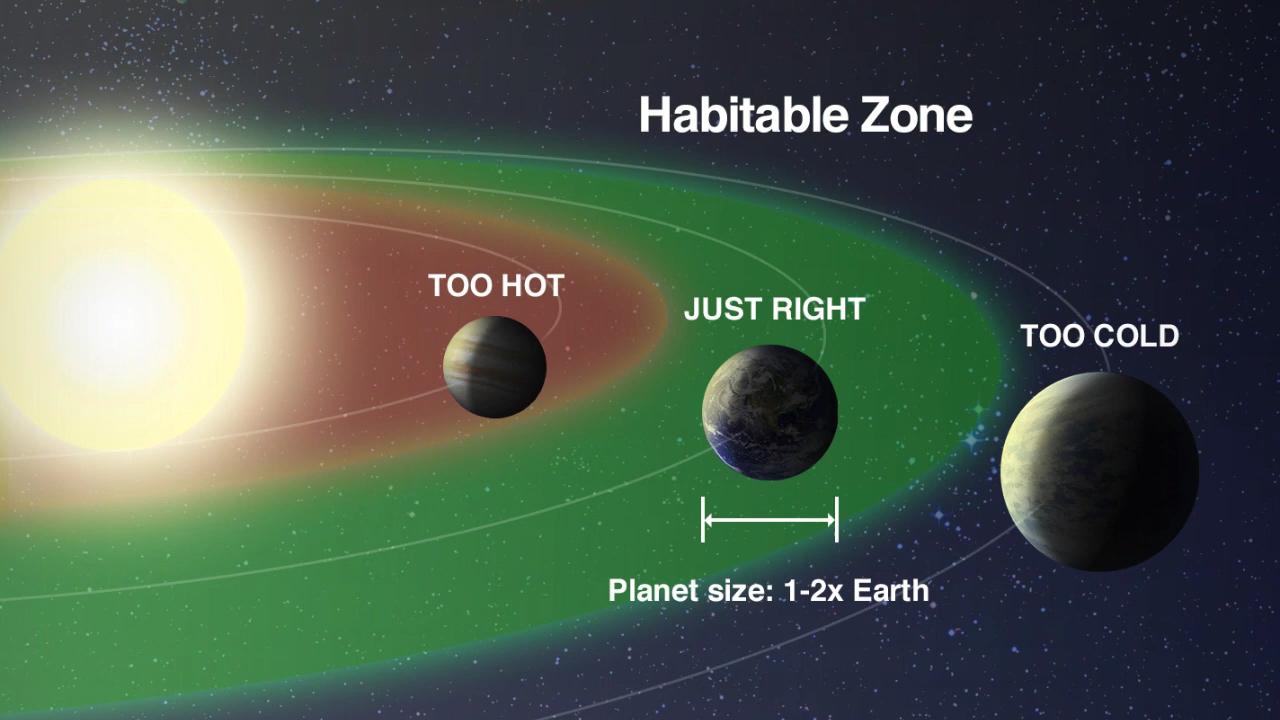 Habitable Zone
TOO HOT
JUST RIGHT
TOO COLD
Planet size: 1-2x Earth